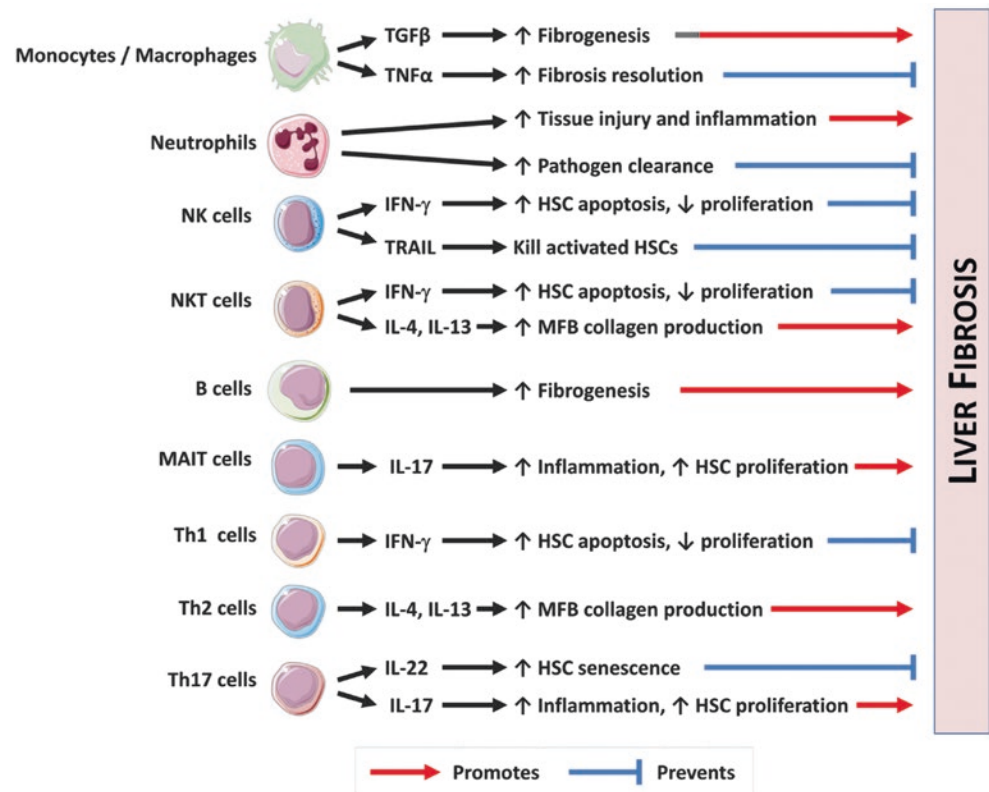 Monocytes / Macrophages
TGFβ
↑ Fibrogenesis
TNFα
↑ Fibrosis resolution
Neutrophils
↑ Tissue injury and inflammation
↑ Pathogen clearance
NK cells
IFN-γ
↑ HSC apoptosis, ↓ proliferation
TRAIL
Kill activated HSCs
NKT cells
IFN-γ
↑ HSC apoptosis, ↓ proliferation
IL-4, IL-13
↑ MFB collagen production
B cells
↑ Fibrogenesis
MAIT cells
IL-17
↑ Inflammation, ↑ HSC proliferation
Th1 cells
IFN-γ
↑ HSC apoptosis, ↓ proliferation
Th2 cells
IL-4, IL-13
↑ MFB collagen production
Th17 cells
IL-22
↑ HSC senescence
IL-17
↑ Inflammation, ↑ HSC proliferation
LIVER FIBROSIS
Promotes
Prevents